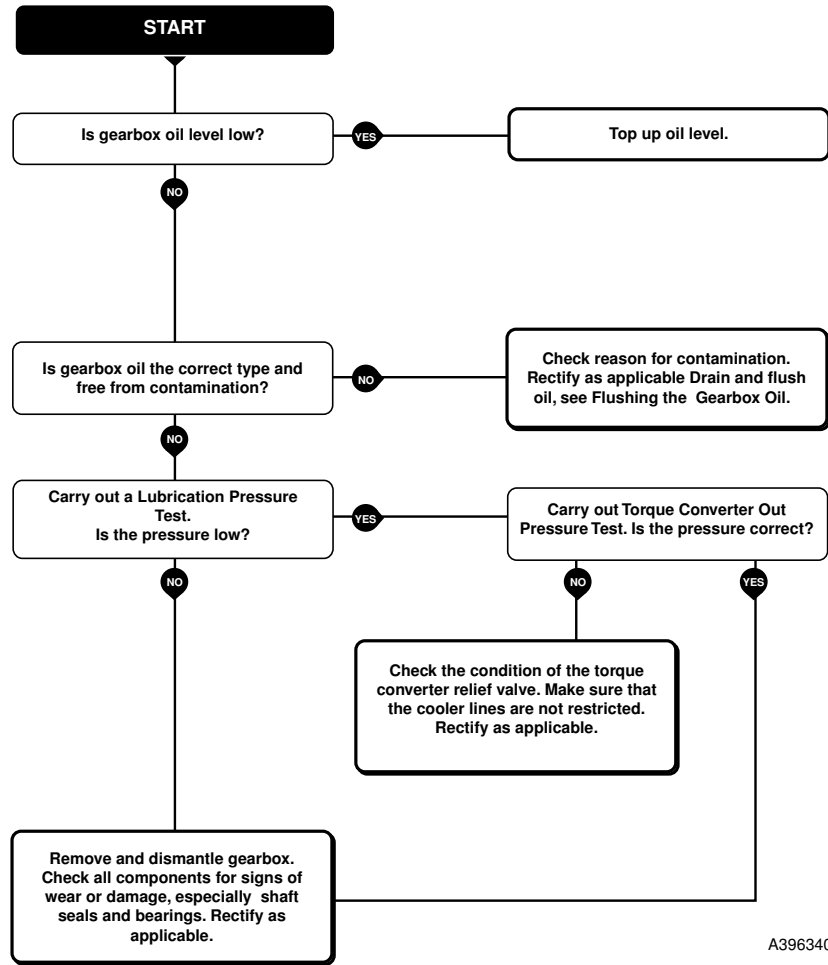 START
Is gearbox oil level low?
YES
Top up oil level.
NO
Is gearbox oil the correct type and
free from contamination?
NO
Check reason for contamination.
Rectify as applicable Drain and flush
oil, see Flushing the Gearbox Oil.
NO
Carry out a Lubrication Pressure
Test.
Is the pressure low?
YES
Carry out Torque Converter Out
Pressure Test. Is the pressure correct?
NO
NO
YES
Check the condition of the torque
converter relief valve. Make sure that
the cooler lines are not restricted.
Rectify as applicable.
Remove and dismantle gearbox.
Check all components for signs of
wear or damage, especially shaft
seals and bearings. Rectify as
applicable.
A396340